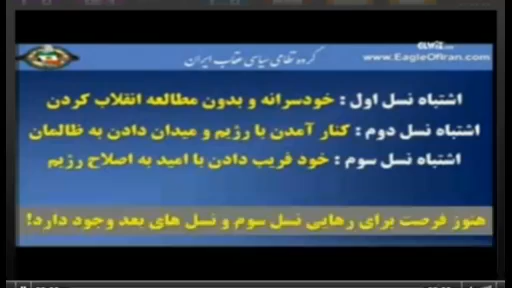 گروه نظامی سیاسی عقاب ایران
www.EagleOfIran.com
اشتباه نسل اول : خودسرانه و بدون مطالعه انقلاب کردن
اشتباه نسل دوم : کنار آمدن با رژیم و میدان دادن به ظالمان
اشتباه نسل سوم : خود فریب دادن با امید به اصلاح رژیم
هنوز فرصت برای رهایی نسل سوم و نسل های بعد وجود دارد!